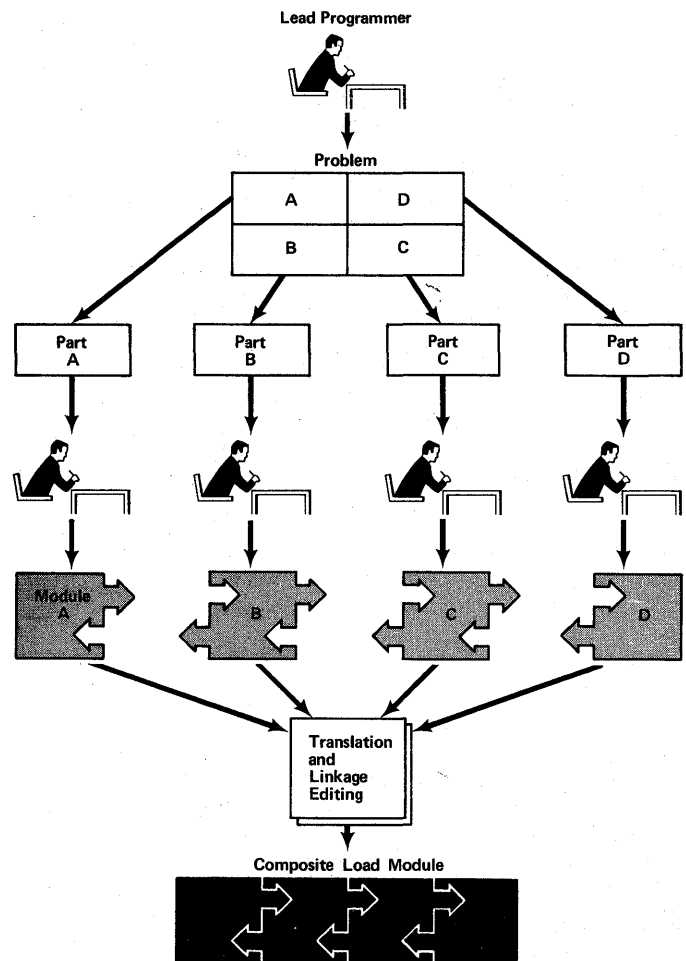 Lead Programmer
Problem
A
D
B
C
Part
A
Part
B
Part
C
Part
D
Module
A
B
C
D
Translation
and
Linkage
Editing
Composite Load Module